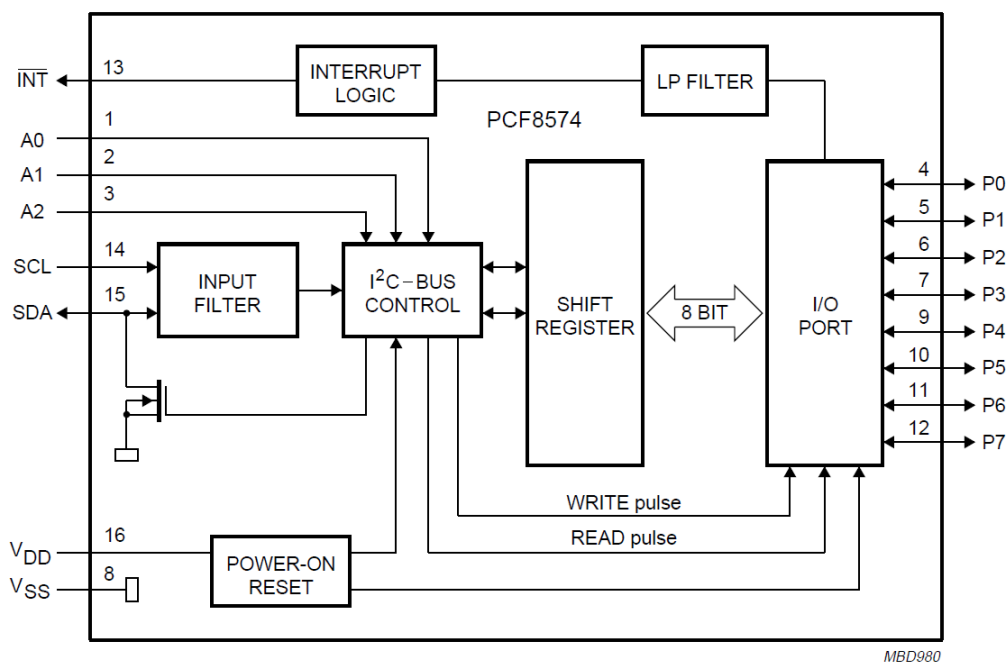 INT
13
INTERRUPT
LOGIC
LP FILTER
PCF8574
A0
1
A1
2
A2
3
SCL
14
SDA
15
INPUT
FILTER
I²C–BUS
CONTROL
SHIFT
REGISTER
8 BIT
I/O
PORT
4
P0
5
P1
6
P2
7
P3
9
P4
10
P5
11
P6
12
P7
WRITE pulse
READ pulse
VDD
16
VSS
8
POWER-ON
RESET
MBD980